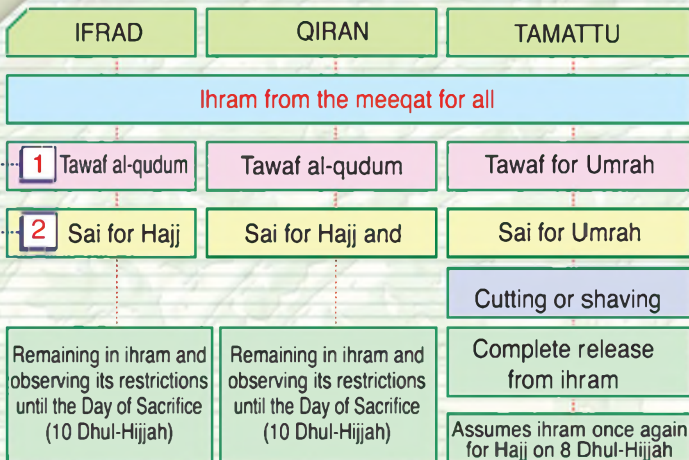 IFRAD
QIRAN
TAMATTU
Ihram from the meeqat for all
1 Tawaf al-qudum
Tawaf al-qudum
Tawaf for Umrah
2 Sai for Hajj
Sai for Hajj and
Sai for Umrah
Cutting or shaving
Remaining in ihram and
observing its restrictions
until the Day of Sacrifice
(10 Dhul-Hijjah)
Remaining in ihram and
observing its restrictions
until the Day of Sacrifice
(10 Dhul-Hijjah)
Complete release
from ihram
Assumes ihram once again
for Hajj on 8 Dhul-Hijjah